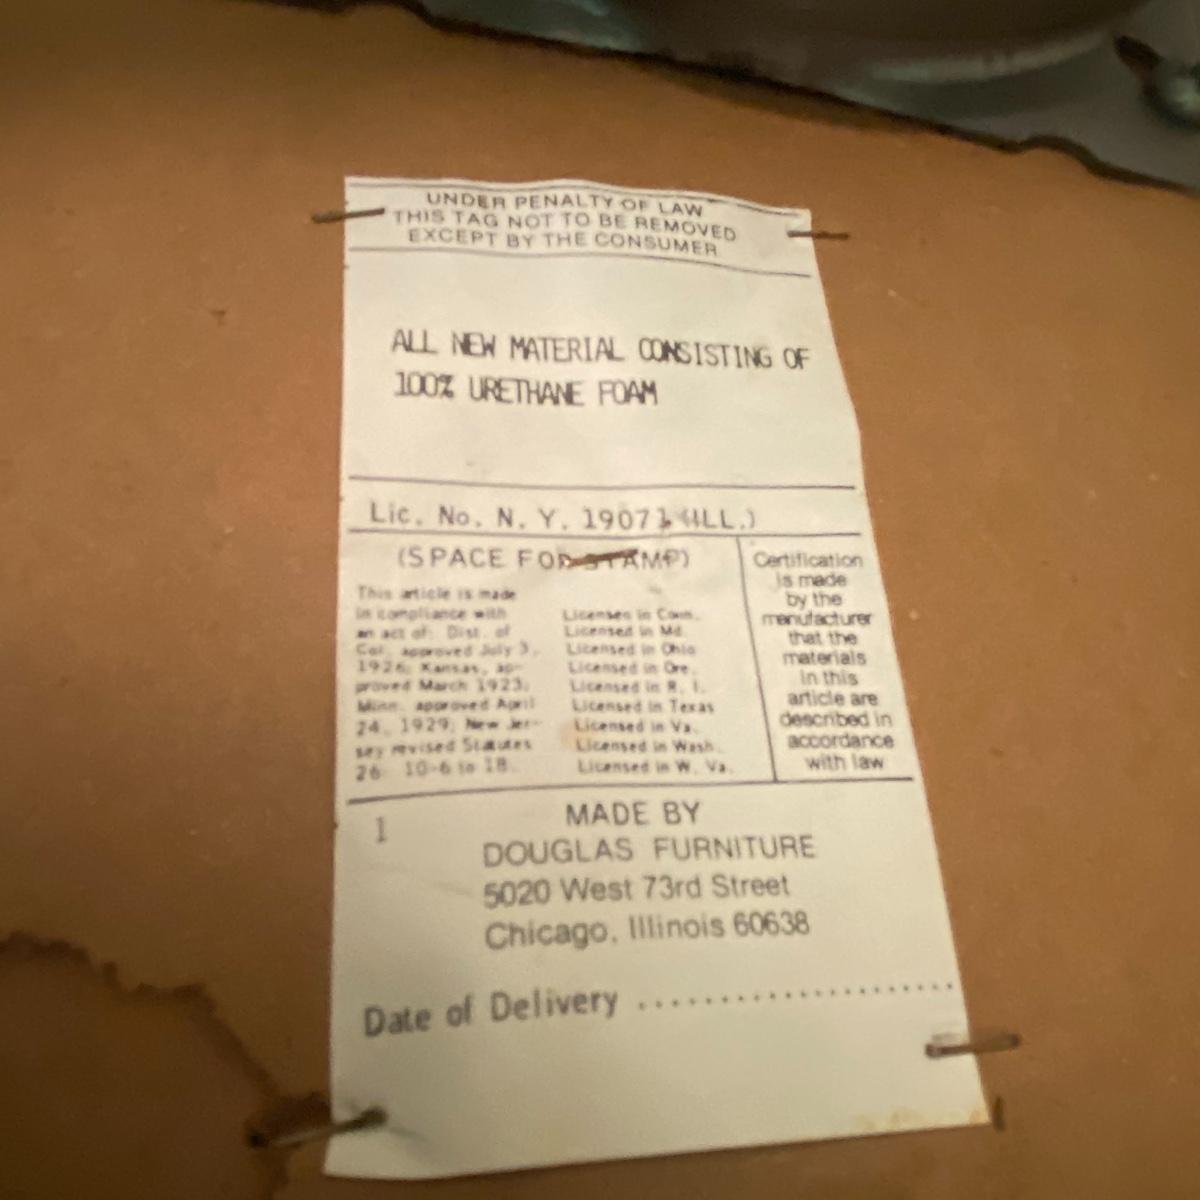 UNDER PENALTY OF LAW
THIS TAG NOT TO BE REMOVED
EXCEPT BY THE CONSUMER
ALL NEW MATERIAL CONSISTING OF
100% URETHANE FOAM
Lic. No. N. Y. 19071 (ILL.)
(SPACE FOR STAMP)
This article is made
in compliance with
an act of: Dist. of
Col. approved July 3,
1926; Kansas, ap-
proved March 1923;
Minn. approved April
24, 1929; New Jer-
sey revised Statutes
26 10-6 to 18.
Licensed in Conn.
Licensed in Md.
Licensed in Ohio
Licensed in Ore.
Licensed in R. I.
Licensed in Texas
Licensed in Va.
Licensed in Wash.
Licensed in W. Va.
Certification
is made
by the
manufacturer
that the
materials
in this
article are
described in
accordance
with law
1
MADE BY
DOUGLAS FURNITURE
5020 West 73rd Street
Chicago, Illinois 60638
Date of Delivery ......................